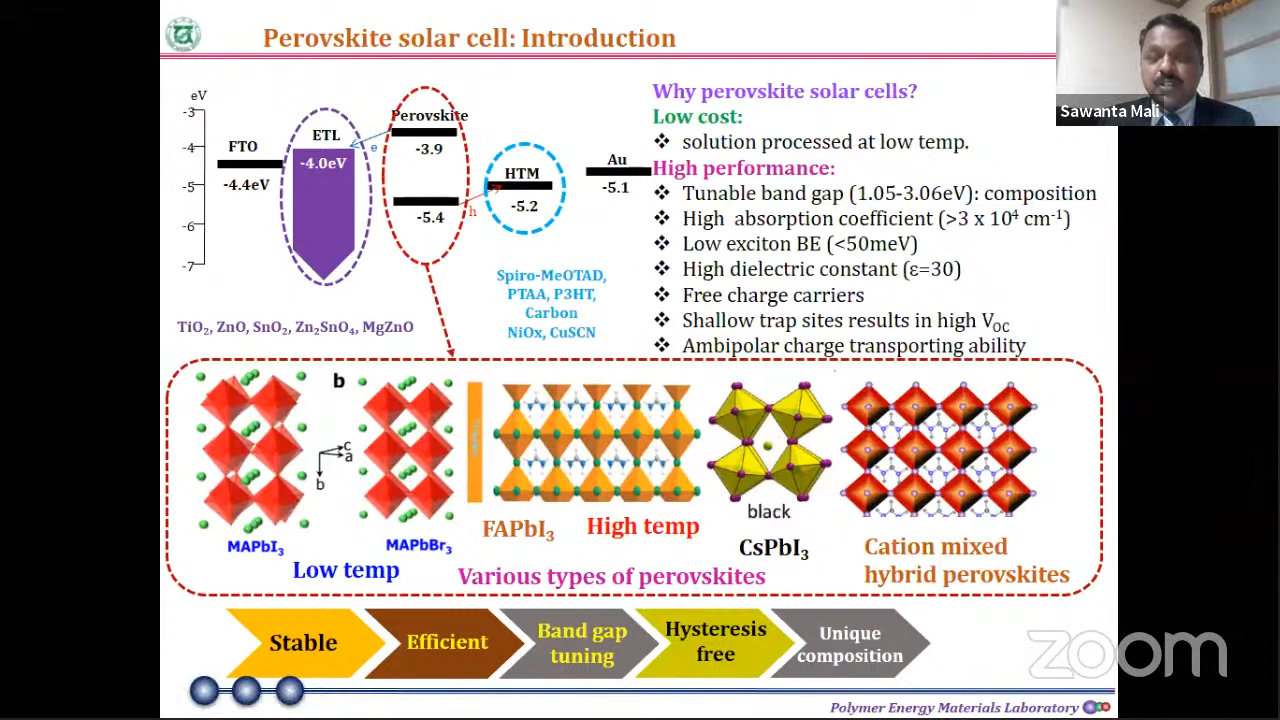 Perovskite solar cell: Introduction
Sawanta Mali
eV
-3
-4
-5
-6
-7
FTO
-4.4eV
ETL
-4.0eV
Perovskite
-3.9
-5.4
e
h
HTM
-5.2
Au
-5.1
TiO2, ZnO, SnO2, Zn2SnO4, MgZnO
Spiro-MeOTAD,
PTAA, P3HT,
Carbon
NiOx, CuSCN
Why perovskite solar cells?
Low cost:
❖ solution processed at low temp.
High performance:
❖ Tunable band gap (1.05-3.06eV): composition
❖ High absorption coefficient (>3 x 10⁴ cm⁻¹)
❖ Low exciton BE (<50meV)
❖ High dielectric constant (ε=30)
❖ Free charge carriers
❖ Shallow trap sites results in high VOC
❖ Ambipolar charge transporting ability
b
c
a
b
MAPbI3
MAPbBr3
Low temp
FAPbI3
High temp
black
CsPbI3
Cation mixed
hybrid perovskites
Various types of perovskites
Stable
Efficient
Band gap
tuning
Hysteresis
free
Unique
composition
zoom
Polymer Energy Materials Laboratory